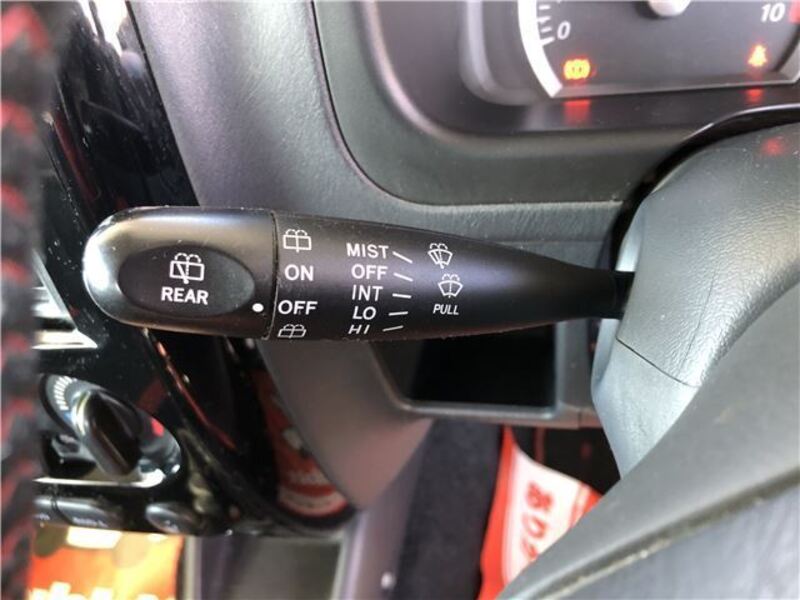 0
10
MIST
ON
OFF
REAR
INT
OFF
LO
PULL
HI